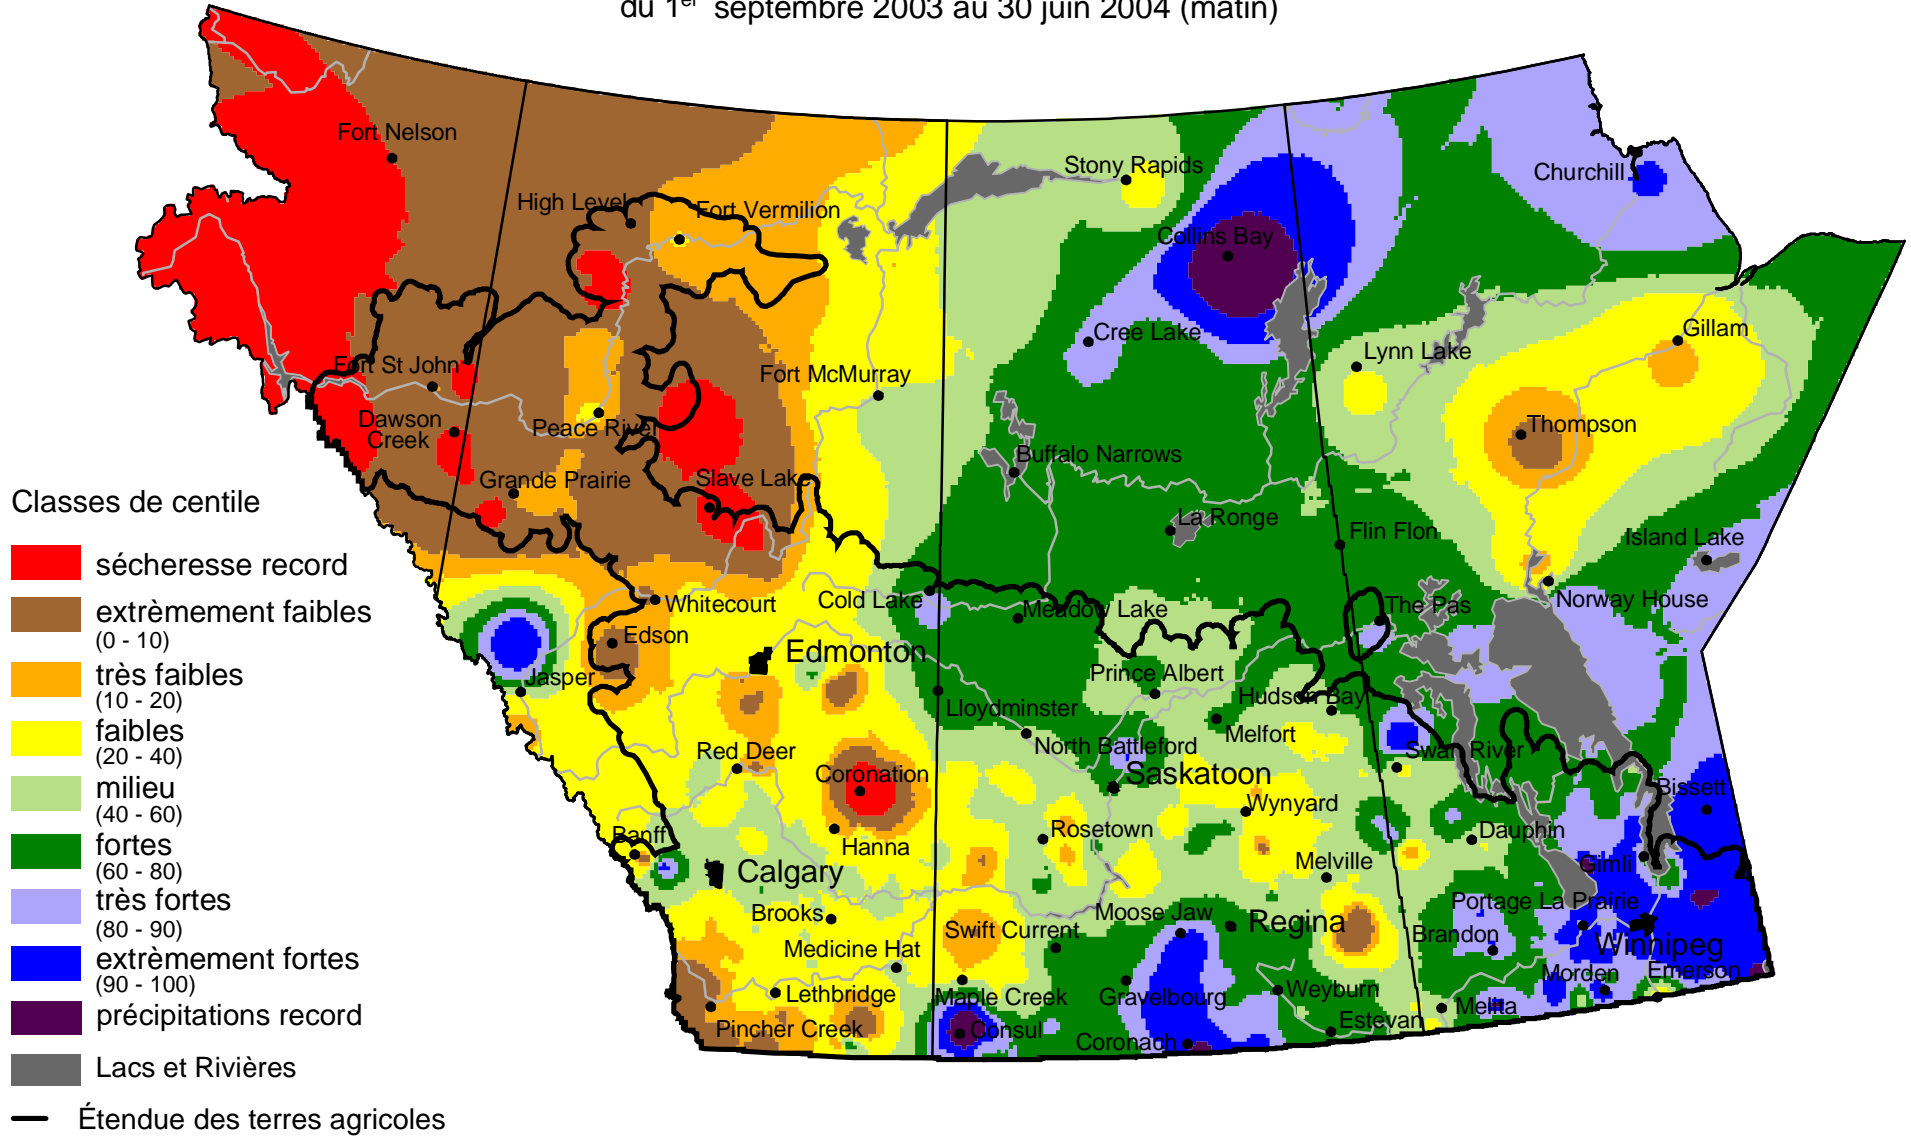 du 1er septembre 2003 au 30 juin 2004 (matin)
Fort Nelson
Stony Rapids
Churchill
High Level
Fort Vermilion
Collins Bay
Cree Lake
Gillam
Lynn Lake
Fort St John
Fort McMurray
Dawson
Creek
Peace River
Thompson
Buffalo Narrows
Grande Prairie
Slave Lake
La Ronge
Flin Flon
Island Lake
Whitecourt
Cold Lake
Meadow Lake
The Pas
Norway House
Edson
Edmonton
Jasper
Prince Albert
Hudson Bay
Lloydminster
Melfort
North Battleford
Swan River
Red Deer
Coronation
Saskatoon
Bissett
Wynyard
Banff
Hanna
Rosetown
Dauphin
Melville
Gimli
Calgary
Brooks
Moose Jaw
Regina
Portage La Prairie
Swift Current
Brandon
Winnipeg
Medicine Hat
Morden
Emerson
Lethbridge
Maple Creek
Gravelbourg
Weyburn
Melita
Pincher Creek
Consul
Coronach
Estevan
Classes de centile
sécheresse record
extrèmement faibles
(0 - 10)
très faibles
(10 - 20)
faibles
(20 - 40)
milieu
(40 - 60)
fortes
(60 - 80)
très fortes
(80 - 90)
extrèmement fortes
(90 - 100)
précipitations record
Lacs et Rivières
Étendue des terres agricoles